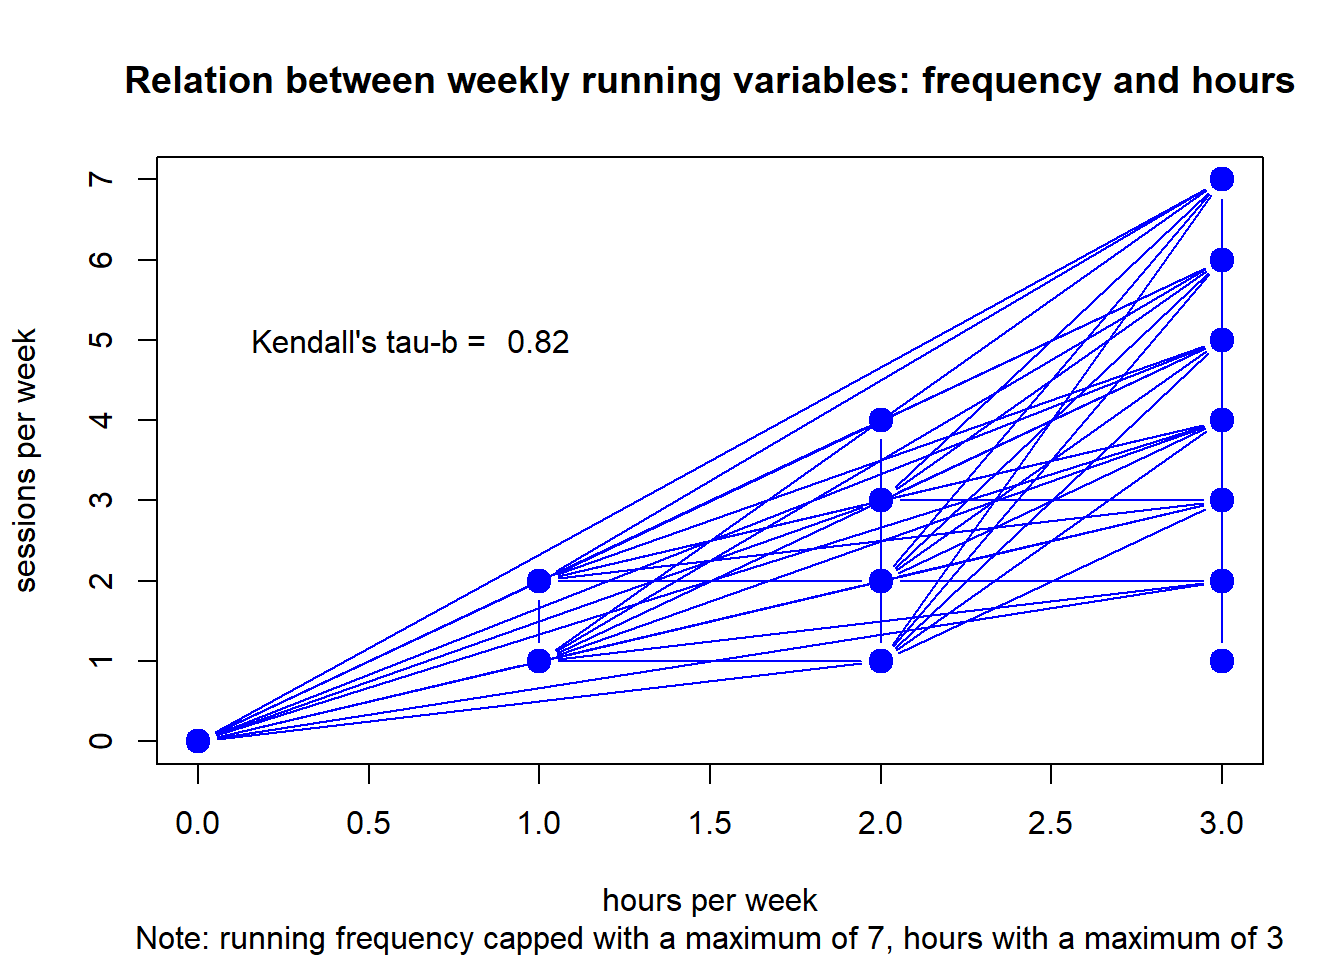 Relation between weekly running variables: frequency and hours
7
6
5
4
3
2
1
0
sessions per week
Kendall's tau-b = 0.82
0.0 0.5 1.0 1.5 2.0 2.5 3.0
hours per week
Note: running frequency capped with a maximum of 7, hours with a maximum of 3